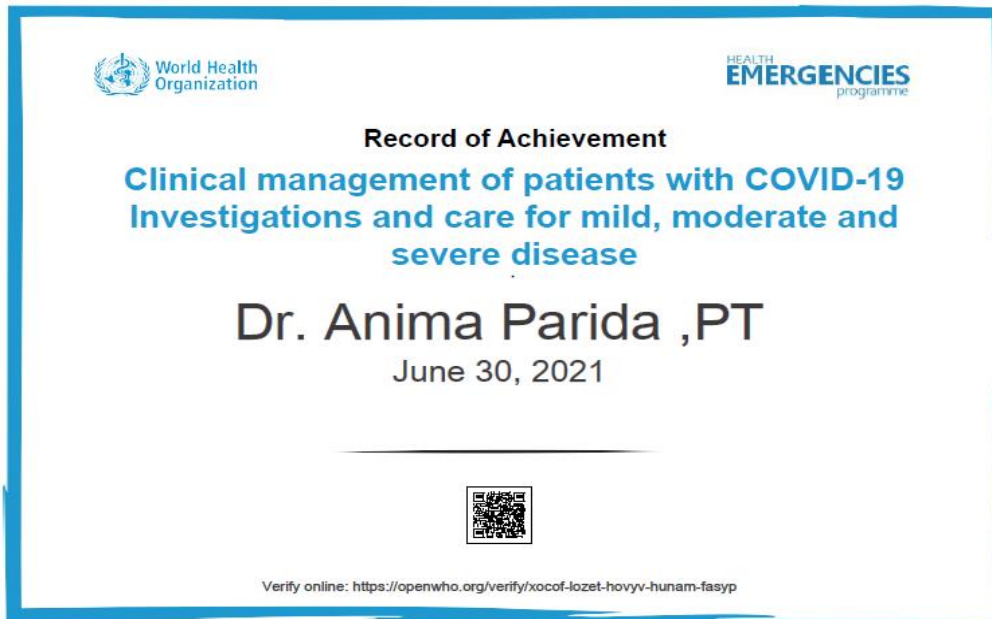 World Health
Organization
HEALTH
EMERGENCIES
programme
Record of Achievement
Clinical management of patients with COVID-19
Investigations and care for mild, moderate and
severe disease
Dr. Anima Parida ,PT
June 30, 2021
Verify online: https://openwho.org/verify/xocof-lozet-hovyv-hunam-fasyp